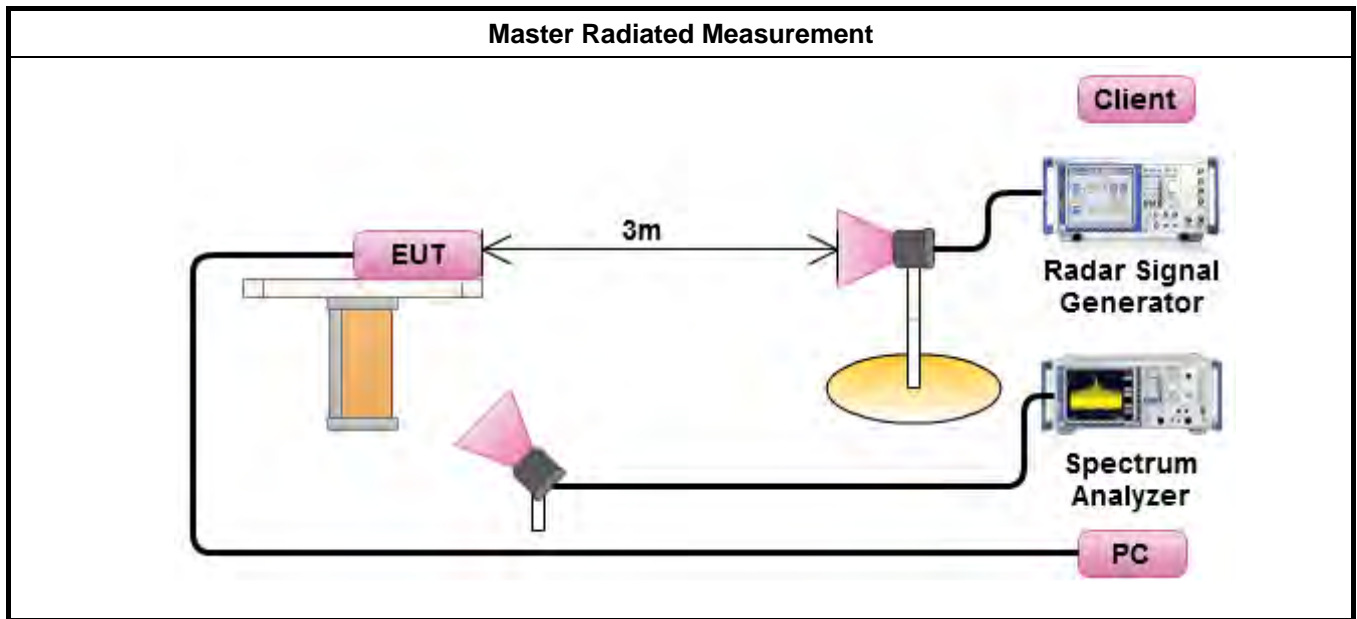 Master Radiated Measurement
Client
3m
EUT
Radar Signal
Generator
Spectrum
Analyzer
PC